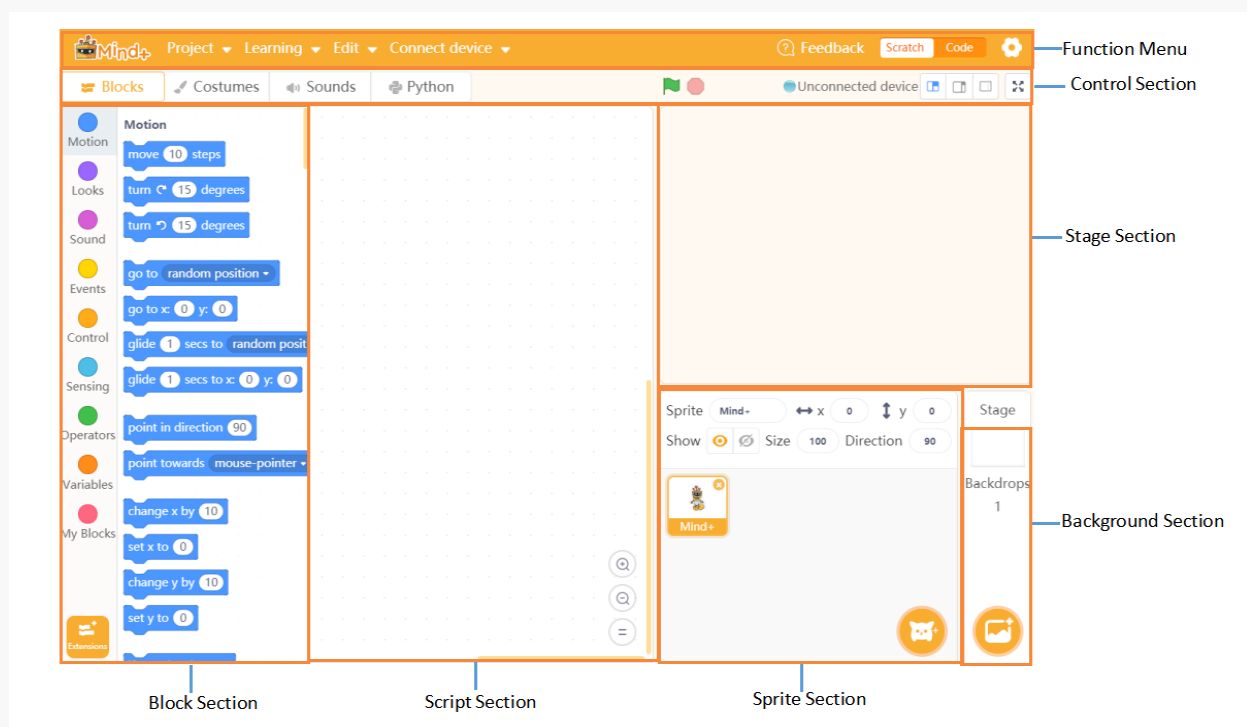 Mind+ Project Learning Edit Connect device Feedback Scratch Code
Function Menu
Blocks Costumes Sounds Python Unconnected device
Control Section
Motion
Looks
Sound
Events
Control
Sensing
Operators
Variables
My Blocks
Extensions
Motion
move 10 steps
turn 15 degrees
turn 15 degrees
go to random position
go to x: 0 y: 0
glide 1 secs to random posit
glide 1 secs to x: 0 y: 0
point in direction 90
point towards mouse-pointer
change x by 10
set x to 0
change y by 10
set y to 0
Stage Section
Sprite Mind+ x 0 y 0
Show Size 100 Direction 90
Mind+
Stage
Backdrops
1
Background Section
Block Section
Script Section
Sprite Section